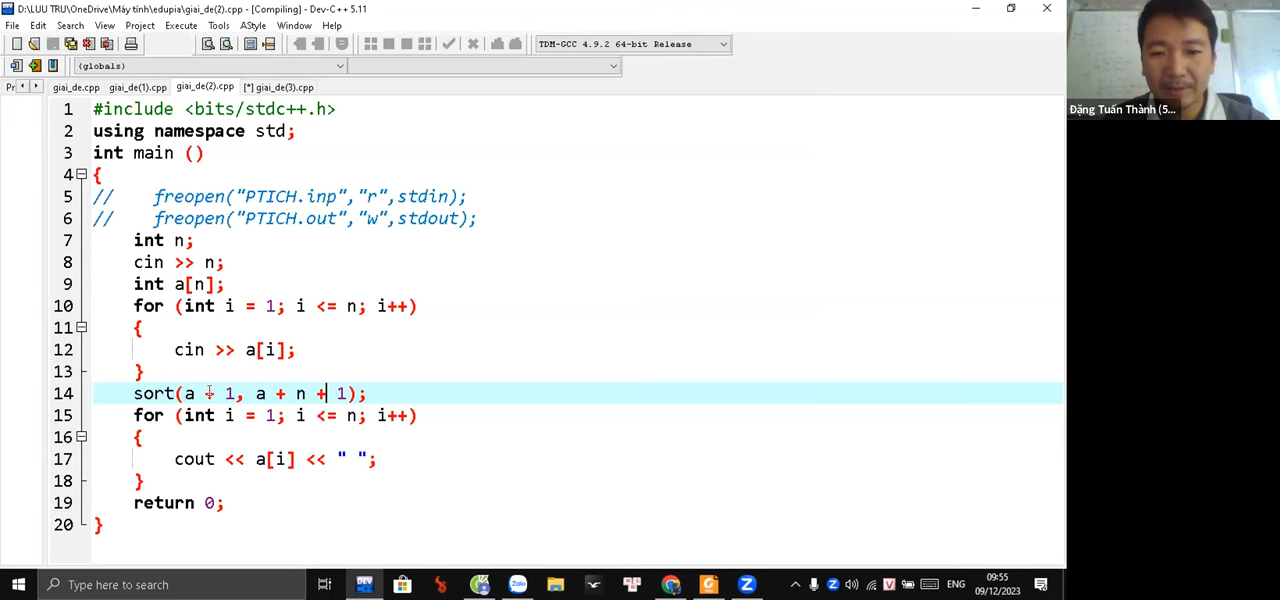 D:\LUU TRU\OneDrive\Máy tính\edupia\giai_de(2).cpp - [Compiling] - Dev-C++ 5.11
File Edit Search View Project Execute Tools AStyle Window Help
TDM-GCC 4.9.2 64-bit Release
(globals)
Pr giai_de.cpp giai_de(1).cpp giai_de(2).cpp [*] giai_de(3).cpp
1 #include <bits/stdc++.h>
2 using namespace std;
3 int main ()
4 {
5 //    freopen("PTICH.inp","r",stdin);
6 //    freopen("PTICH.out","w",stdout);
7 int n;
8 cin >> n;
9 int a[n];
10 for (int i = 1; i <= n; i++)
11 {
12 cin >> a[i];
13 }
14 sort(a + 1, a + n + 1);
15 for (int i = 1; i <= n; i++)
16 {
17 cout << a[i] << " ";
18 }
19 return 0;
20 }
Đặng Tuấn Thành (5...
Type here to search
DEV
Zalo
ENG
09:55
09/12/2023